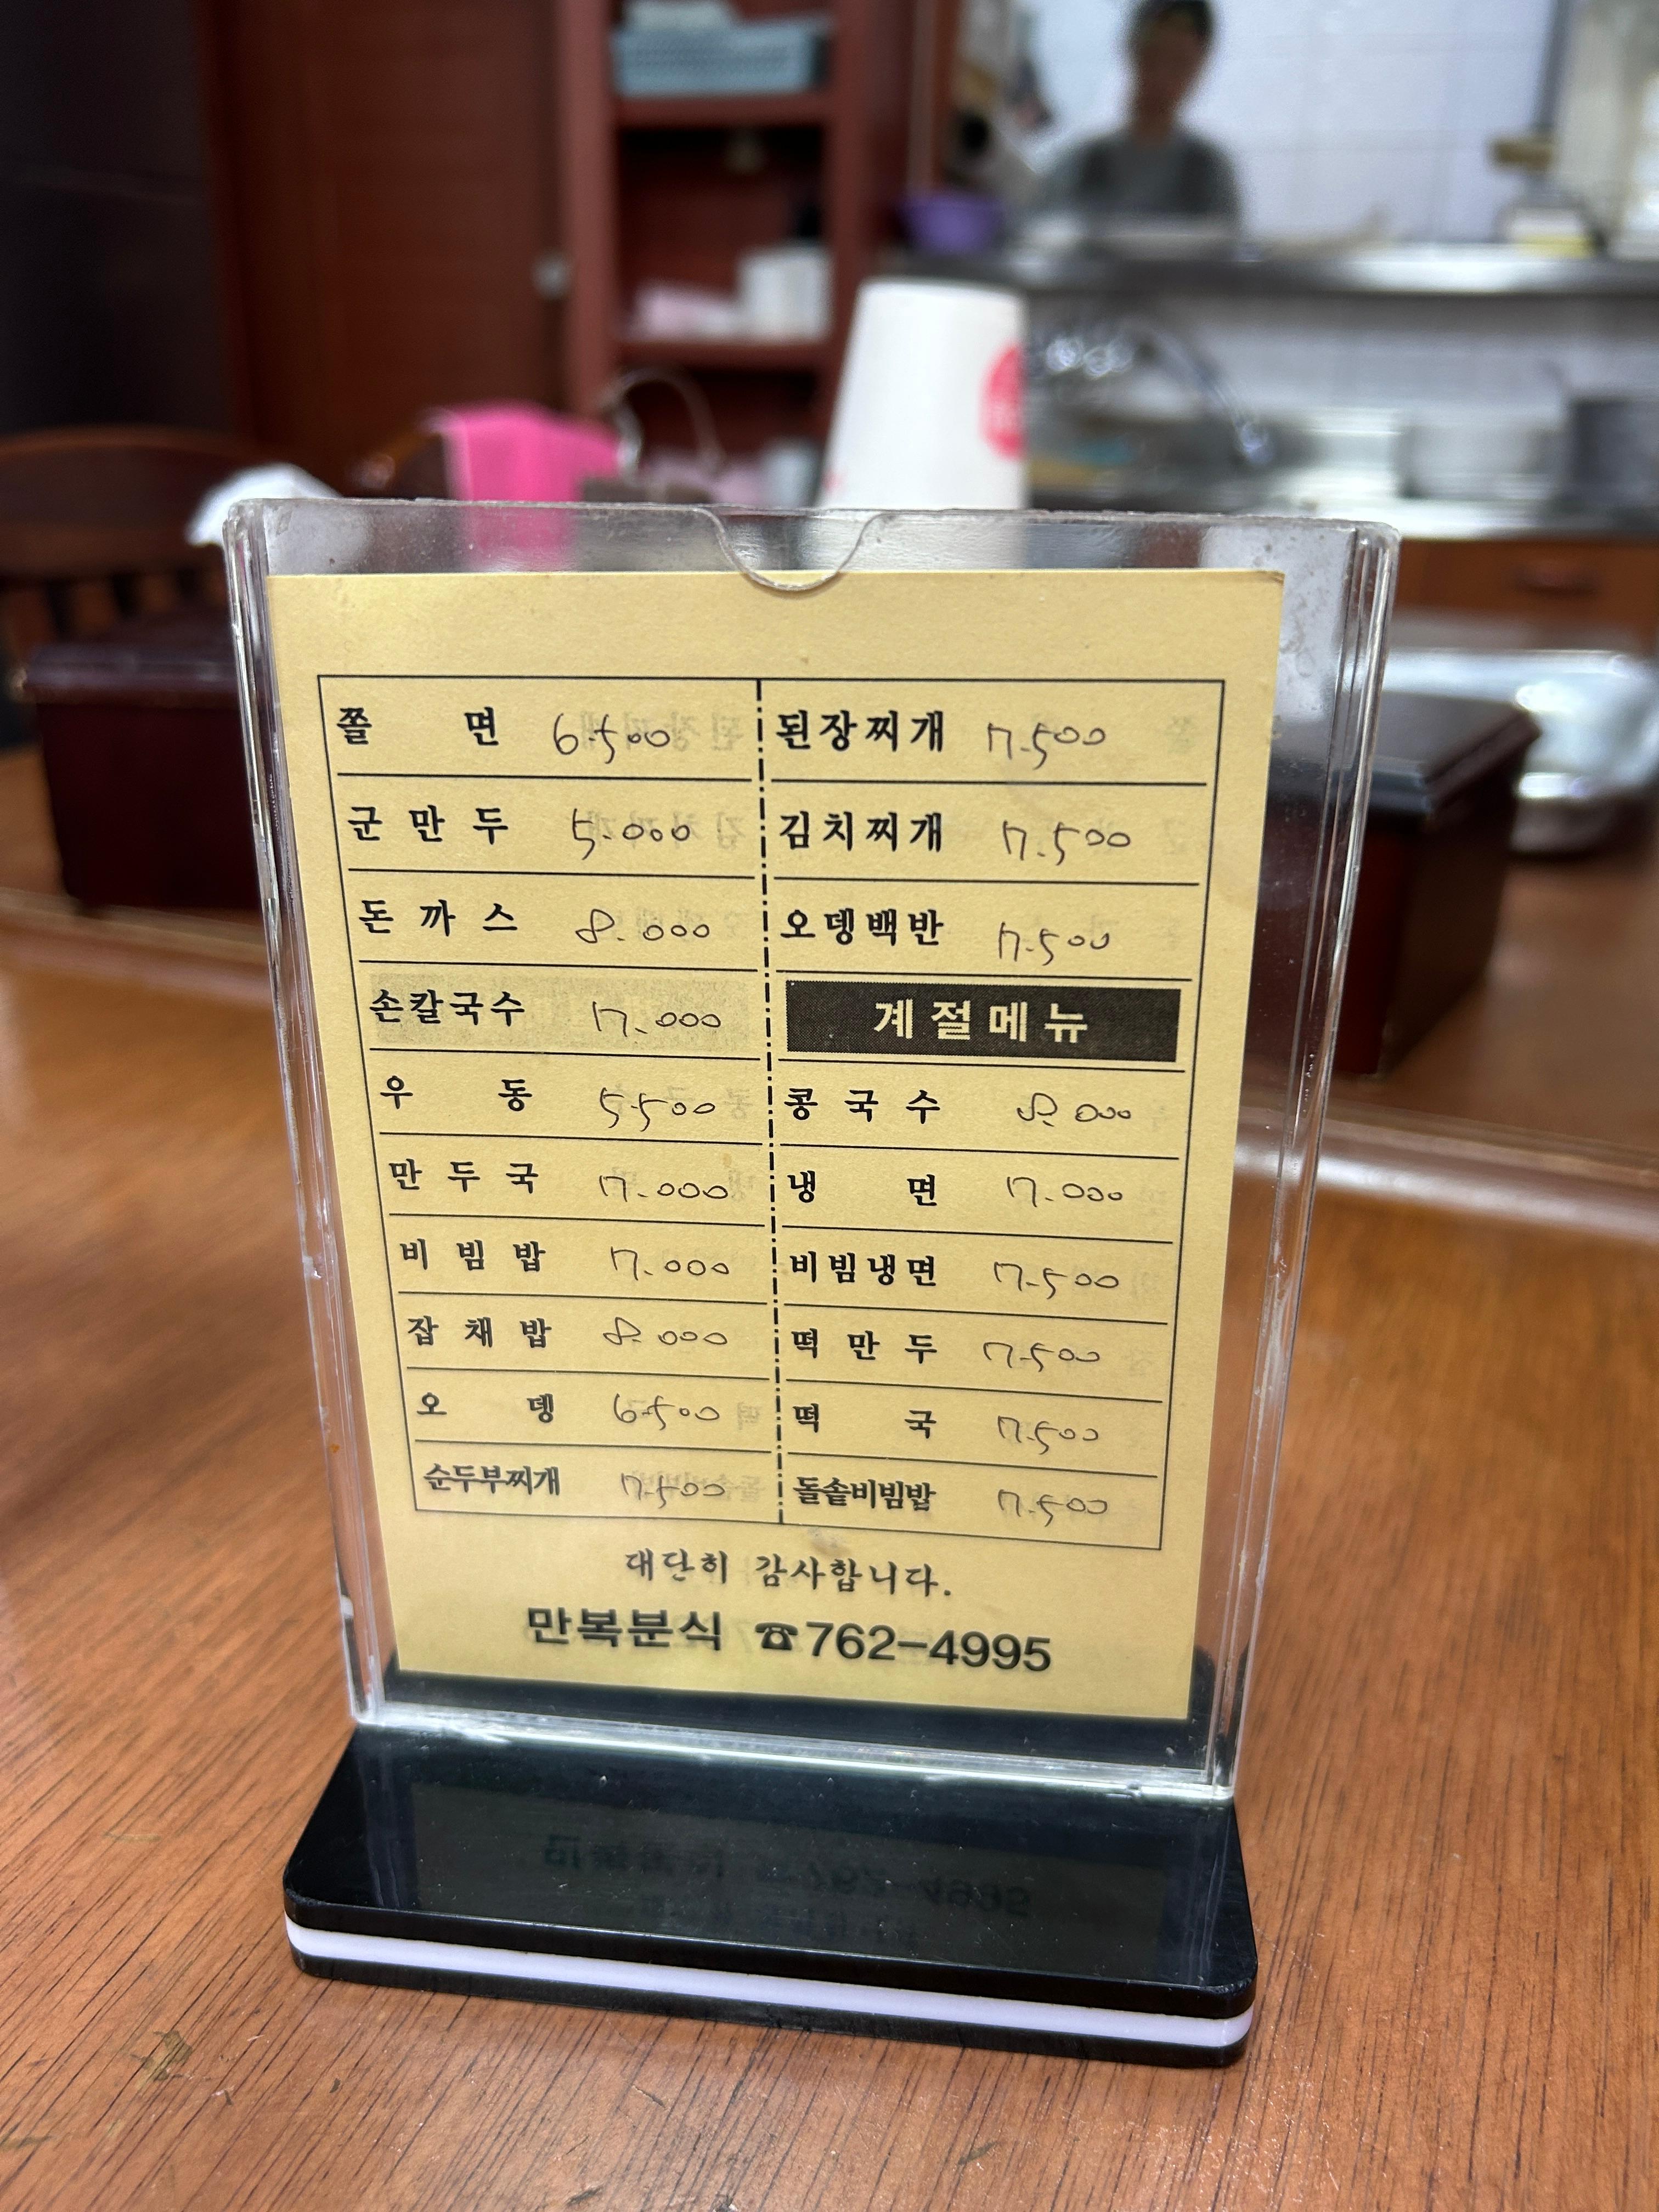 쫄면 6.500
군만두 5.000
돈까스 8.000
손칼국수 7.000
우동 5.500
만두국 7.000
비빔밥 7.000
잡채밥 8.000
오뎅 6.500
순두부찌개 7.500
된장찌개 7.500
김치찌개 7.500
오뎅백반 7.500
계절메뉴
콩국수 8.000
냉면 7.000
비빔냉면 7.500
떡만두 7.500
떡국 7.500
돌솥비빔밥 7.500
대단히 감사합니다.
만복분식 ☎762-4995